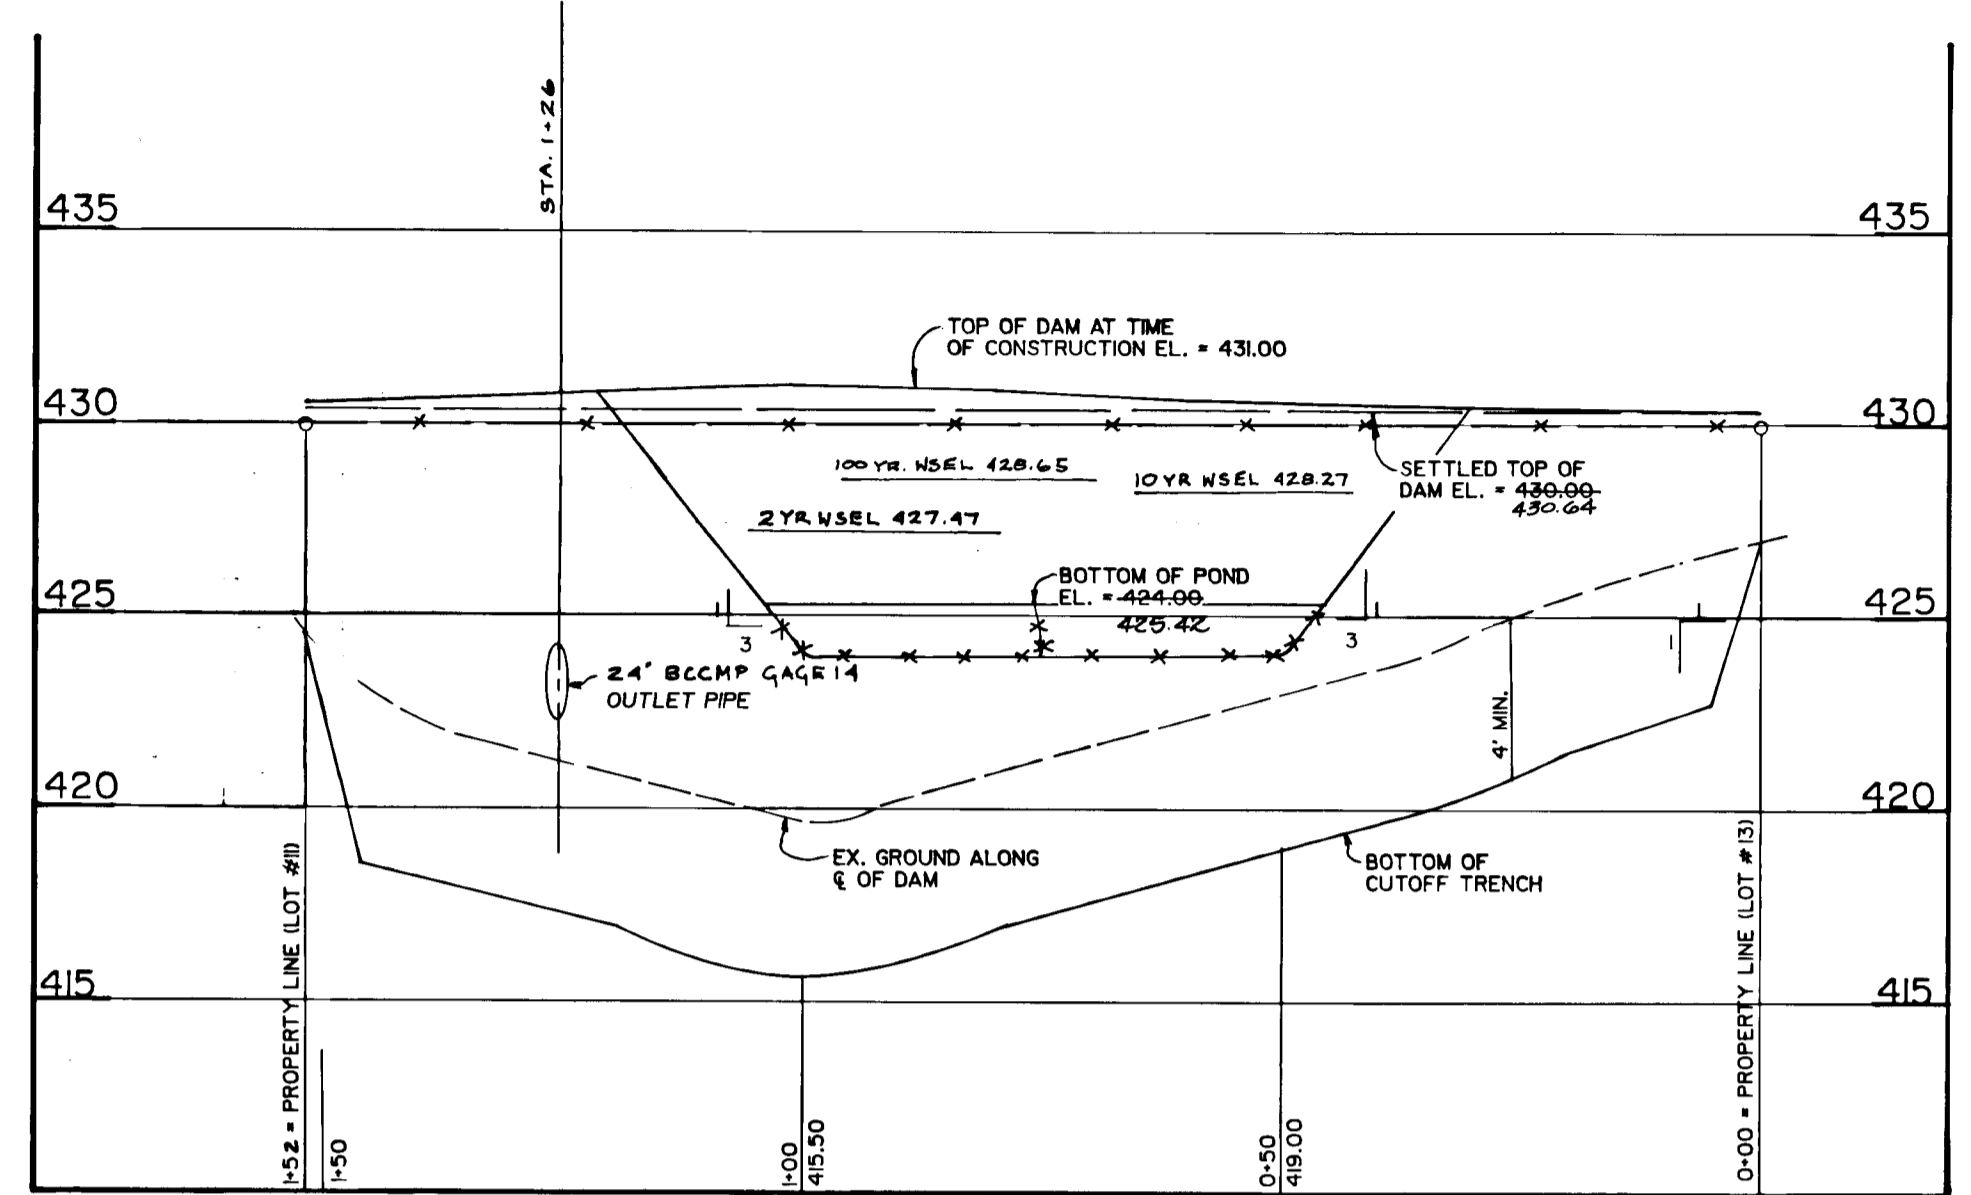 STA. 1+26
435
435
TOP OF DAM AT TIME
OF CONSTRUCTION EL. = 431.00
430
430
100 YR. WSEL 428.65
10 YR WSEL 428.27
SETTLED TOP OF
DAM EL. = 430.00
430.64
2 YR WSEL 427.47
BOTTOM OF POND
EL. = 424.00
425.42
425
425
1
3
1
3
1
1
24" BCCMP GAGE 14
OUTLET PIPE
4' MIN.
420
420
EX. GROUND ALONG
℄ OF DAM
BOTTOM OF
CUTOFF TRENCH
415
415
1+52 = PROPERTY LINE (LOT #11)
1+50
1+00
415.50
0+50
419.00
0+00 = PROPERTY LINE (LOT #13)